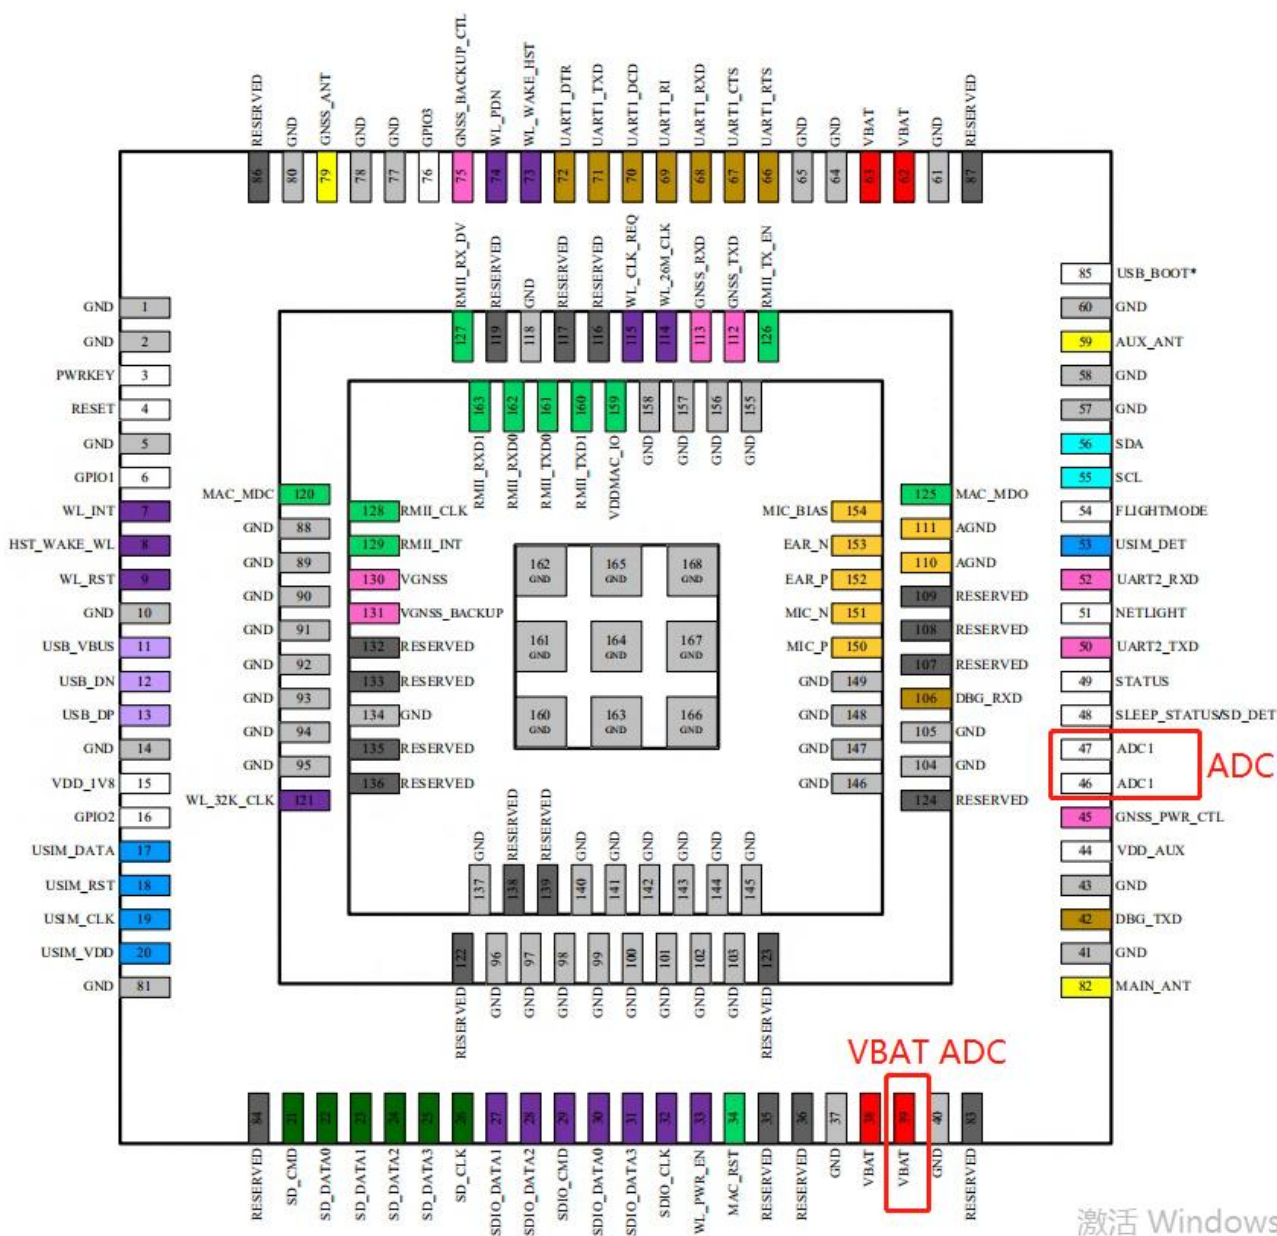 RESERVED
GND
GNSS_ANT
GND
GND
GPIO3
GNSS_BACKUP_CTL
WL_PDN
WL_WAKE_HST
UART1_DTR
UART1_TXD
UART1_DCD
UART1_RI
UART1_RXD
UART1_CTS
UART1_RTS
GND
GND
VBAT
VBAT
GND
RESERVED
86 80 79 78 77 76 75 74 73 72 71 70 69 68 67 66 65 64 63 62 61 87
GND 1
GND 2
PWRKEY 3
RESET 4
GND 5
GPIO1 6
WL_INT 7
HST_WAKE_WL 8
WL_RST 9
GND 10
USB_VBUS 11
USB_DN 12
USB_DP 13
GND 14
VDD_1V8 15
GPIO2 16
USIM_DATA 17
USIM_RST 18
USIM_CLK 19
USIM_VDD 20
GND 81
RMII_RX_DV
RESERVED
GND
RESERVED
RESERVED
WL_CLK_REQ
WL_26M_CLK
GNSS_RXD
GNSS_TXD
RMII_TX_EN
127 119 118 117 116 115 114 113 112 126
163 162 161 160 159 158 157 156 155
RMII_RXD1
RMII_RXD0
RMII_TXD0
RMII_TXD1
VDDMAC_IO
GND
GND
GND
GND
MAC_MDC 120
GND 88
GND 89
GND 90
GND 91
GND 92
GND 93
GND 94
GND 95
WL_32K_CLK 121
128 RMII_CLK
129 RMII_INT
130 VGNSS
131 VGNSS_BACKUP
132 RESERVED
133 RESERVED
134 GND
135 RESERVED
136 RESERVED
162 165 168
GND GND GND
161 164 167
GND GND GND
160 163 166
GND GND GND
MIC_BIAS 154
EAR_N 153
EAR_P 152
MIC_N 151
MIC_P 150
GND 149
GND 148
GND 147
GND 146
125 MAC_MDO
111 AGND
110 AGND
109 RESERVED
108 RESERVED
107 RESERVED
106 DBG_RXD
105 GND
104 GND
124 RESERVED
85 USB_BOOT*
60 GND
59 AUX_ANT
58 GND
57 GND
56 SDA
55 SCL
54 FLIGHTMODE
53 USIM_DET
52 UART2_RXD
51 NETLIGHT
50 UART2_TXD
49 STATUS
48 SLEEP_STATUS/SD_DET
47 ADC1
46 ADC1
ADC
45 GNSS_PWR_CTL
44 VDD_AUX
43 GND
42 DBG_TXD
41 GND
82 MAIN_ANT
GND
RESERVED
RESERVED
GND
GND
GND
GND
GND
GND
137 138 139 140 141 142 143 144 145
122 96 97 98 99 100 101 102 103 123
RESERVED
GND
GND
GND
GND
GND
GND
GND
GND
RESERVED
VBAT ADC
84 21 22 23 24 25 26 27 28 29 30 31 32 33 34 35 36 37 38 39 40 83
RESERVED
SD_CMD
SD_DATA0
SD_DATA1
SD_DATA2
SD_DATA3
SD_CLK
SDIO_DATA1
SDIO_DATA2
SDIO_CMD
SDIO_DATA0
SDIO_DATA3
SDIO_CLK
WL_PWR_EN
MAC_RST
RESERVED
RESERVED
GND
VBAT
VBAT
GND
RESERVED
激活 Windows